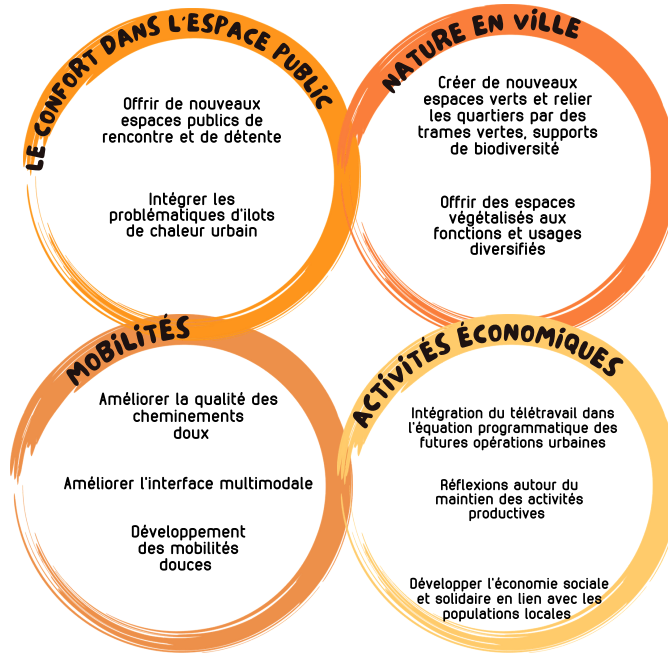 LE CONFORT DANS L'ESPACE PUBLIC
Offrir de nouveaux
espaces publics de
rencontre et de détente
Intégrer les
problématiques d'ilots
de chaleur urbain
NATURE EN VILLE
Créer de nouveaux
espaces verts et relier
les quartiers par des
trames vertes, supports
de biodiversité
Offrir des espaces
végétalisés aux
fonctions et usages
diversifiés
MOBILITÉS
Améliorer la qualité des
cheminements
doux
Améliorer l'interface multimodale
Développement
des mobilités
douces
ACTIVITÉS ÉCONOMIQUES
Intégration du télétravail dans
l'équation programmatique des
futures opérations urbaines
Réflexions autour du
maintien des activités
productives
Développer l'économie sociale
et solidaire en lien avec les
populations locales